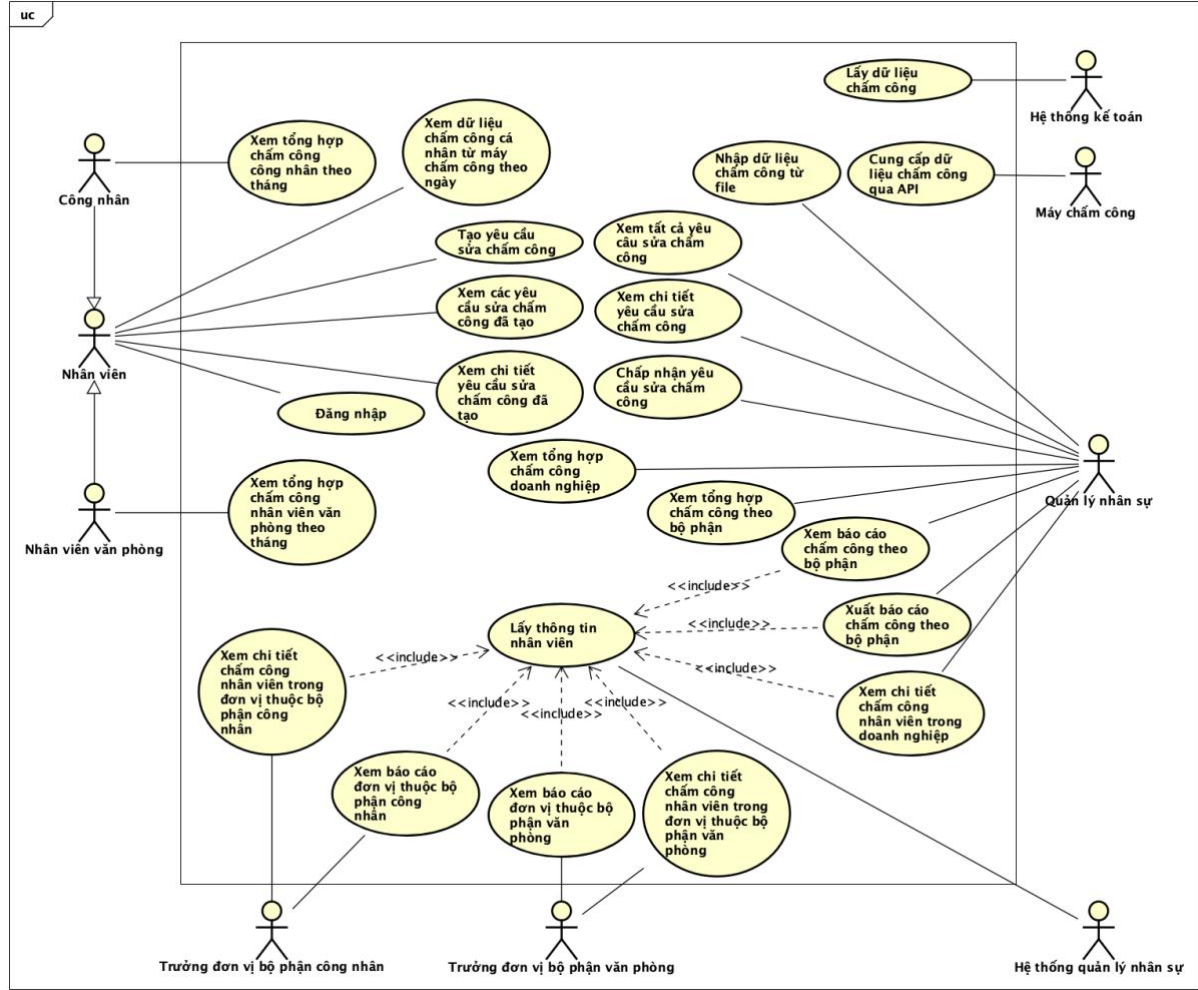 uc
Lấy dữ liệu
chấm công
Hệ thống kế toán
Xem tổng hợp
chấm công
công nhân theo
tháng
Công nhân
Xem dữ liệu
chấm công cá
nhân từ máy
chấm công theo
ngày
Nhập dữ liệu
chấm công từ
file
Cung cấp dữ
liệu chấm công
qua API
Máy chấm công
Tạo yêu cầu
sửa chấm công
Xem tất cả yêu
cầu sửa chấm
công
Xem các yêu
cầu sửa chấm
công đã tạo
Xem chi tiết
yêu cầu sửa
chấm công
Nhân viên
Xem chi tiết
yêu cầu sửa
chấm công đã
tạo
Chấp nhận yêu
cầu sửa chấm
công
Đăng nhập
Xem tổng hợp
chấm công
doanh nghiệp
Quản lý nhân sự
Xem tổng hợp
chấm công
nhân viên văn
phòng theo
tháng
Nhân viên văn phòng
Xem tổng hợp
chấm công theo
bộ phận
Xem báo cáo
chấm công theo
bộ phận
<<include>>
Lấy thông tin
nhân viên
<<include>>
Xuất báo cáo
chấm công theo
bộ phận
Xem chi tiết
chấm công
nhân viên trong
đơn vị thuộc bộ
phận công
nhân
<<include>>
<<include>>
Xem chi tiết
chấm công
nhân viên trong
doanh nghiệp
<<include>>
<<include>>
<<include>>
Xem báo cáo
đơn vị thuộc bộ
phận công
nhân
Xem báo cáo
đơn vị thuộc bộ
phận văn
phòng
Xem chi tiết
chấm công
nhân viên trong
đơn vị thuộc bộ
phận văn
phòng
Trưởng đơn vị bộ phận công nhân
Trưởng đơn vị bộ phận văn phòng
Hệ thống quản lý nhân sự